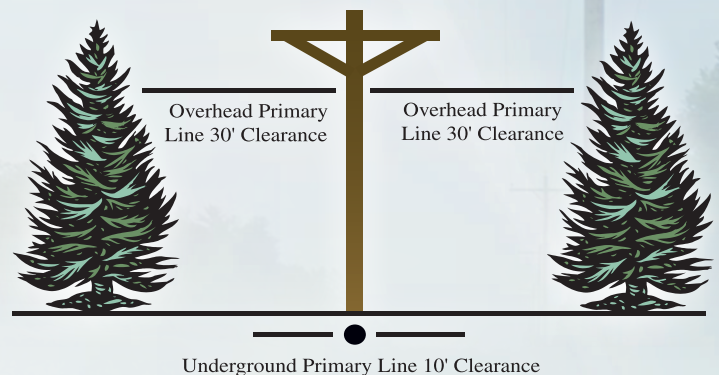 Overhead Primary
Line 30' Clearance
Overhead Primary
Line 30' Clearance
Underground Primary Line 10' Clearance